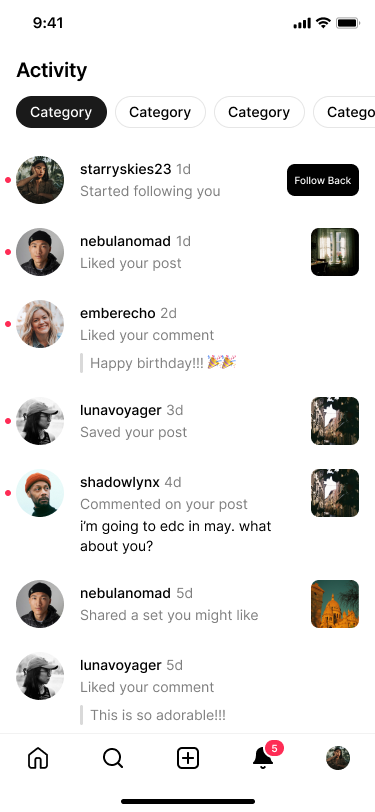 9:41
Activity
Category Category Category Catego
starryskies23 1d
Started following you
Follow Back
nebulanomad 1d
Liked your post
emberecho 2d
Liked your comment
Happy birthday!!! 🎉🎉
lunavoyager 3d
Saved your post
shadowlynx 4d
Commented on your post
i'm going to edc in may. what
about you?
nebulanomad 5d
Shared a set you might like
lunavoyager 5d
Liked your comment
This is so adorable!!!
5